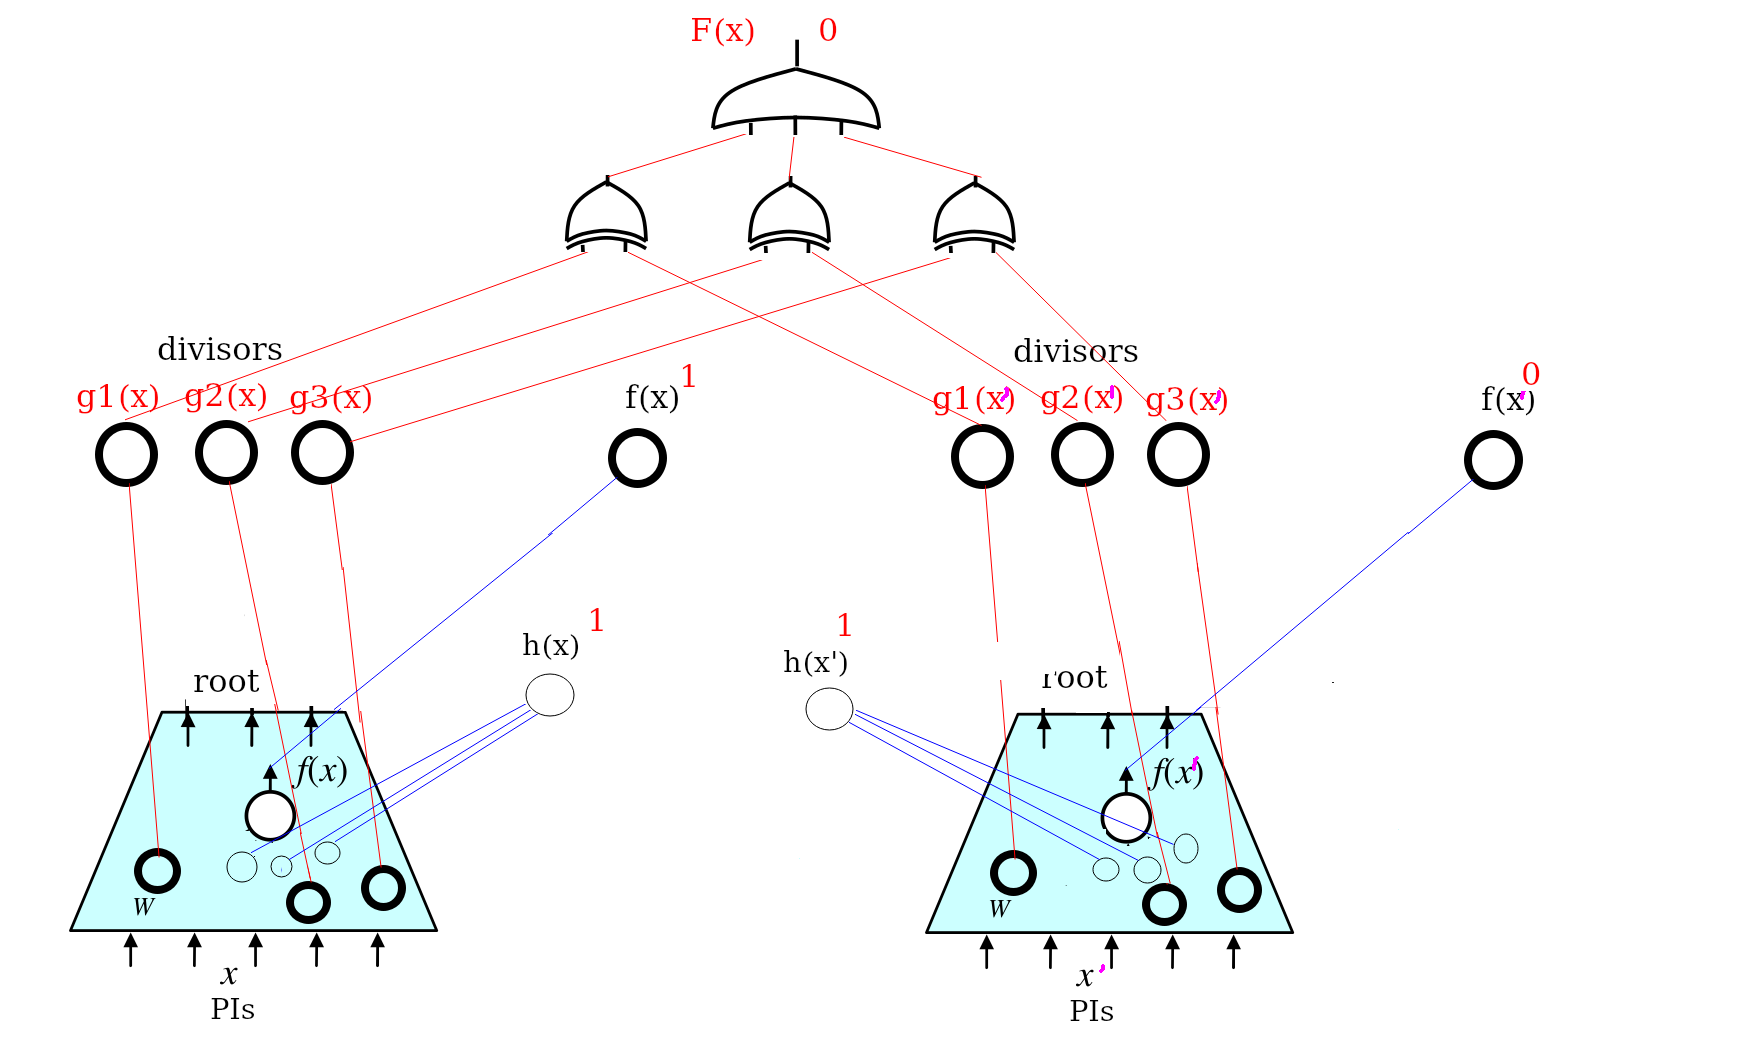 F(x) 0
divisors
divisors
g1(x) g2(x) g3(x)
f(x) 1
g1(x') g2(x') g3(x')
f(x') 0
h(x) 1
h(x') 1
root
root
f(x)
f(x')
w
w
x
PIs
x'
PIs